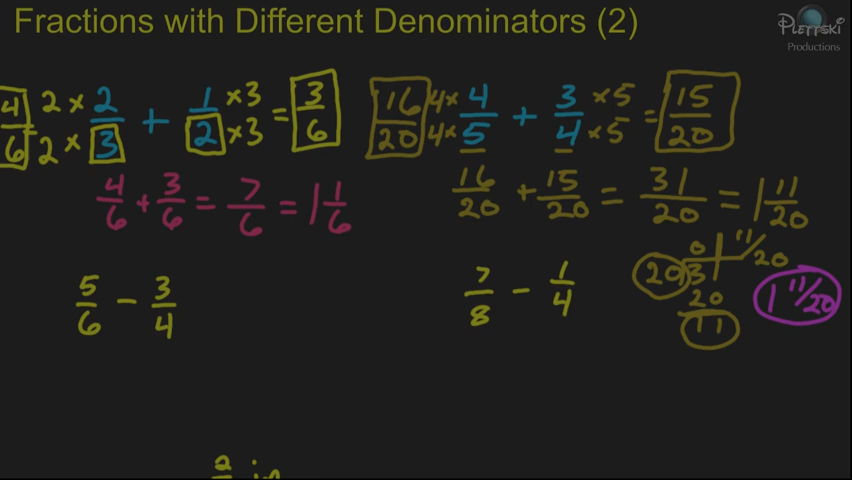 Fractions with Different Denominators (2)
PLETTSKI
Productions
4/6 2 × 2 / 2 × 3 + 1/2 × 3 / × 3 = 3/6
16/20 4 × 4 / 4 × 5 + 3/4 × 5 / × 5 = 15/20
4/6 + 3/6 = 7/6 = 1 1/6
16/20 + 15/20 = 31/20 = 1 11/20
5/6 - 3/4
7/8 - 1/4
01 11/20
20)31
20
11
1 11/20
in